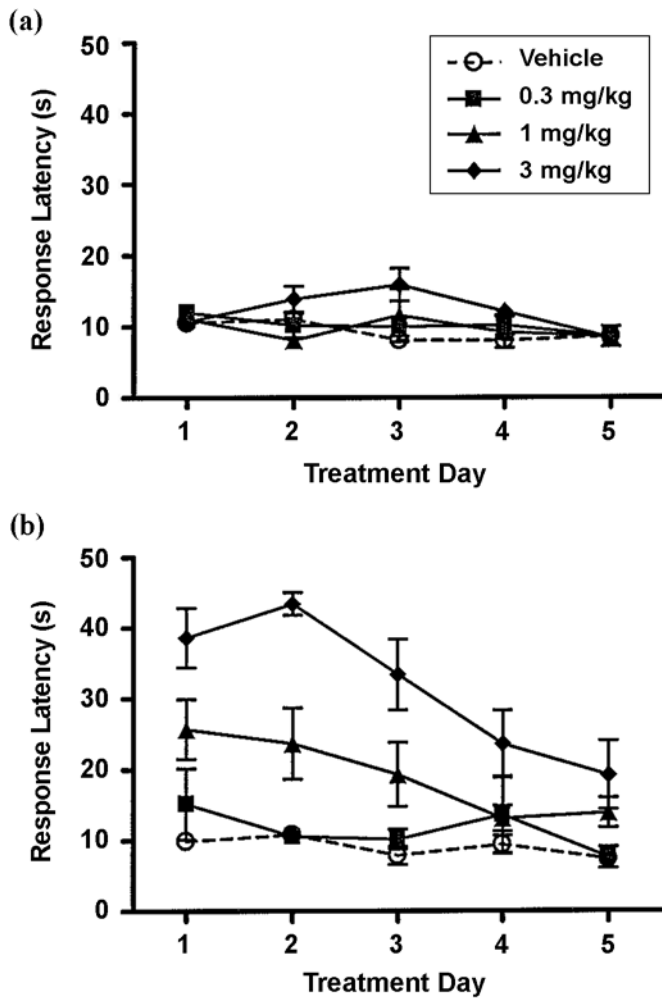 (a)
50
40
30
20
10
0
Response Latency (s)
1 2 3 4 5
Treatment Day
Vehicle
0.3 mg/kg
1 mg/kg
3 mg/kg
(b)
50
40
30
20
10
0
Response Latency (s)
1 2 3 4 5
Treatment Day